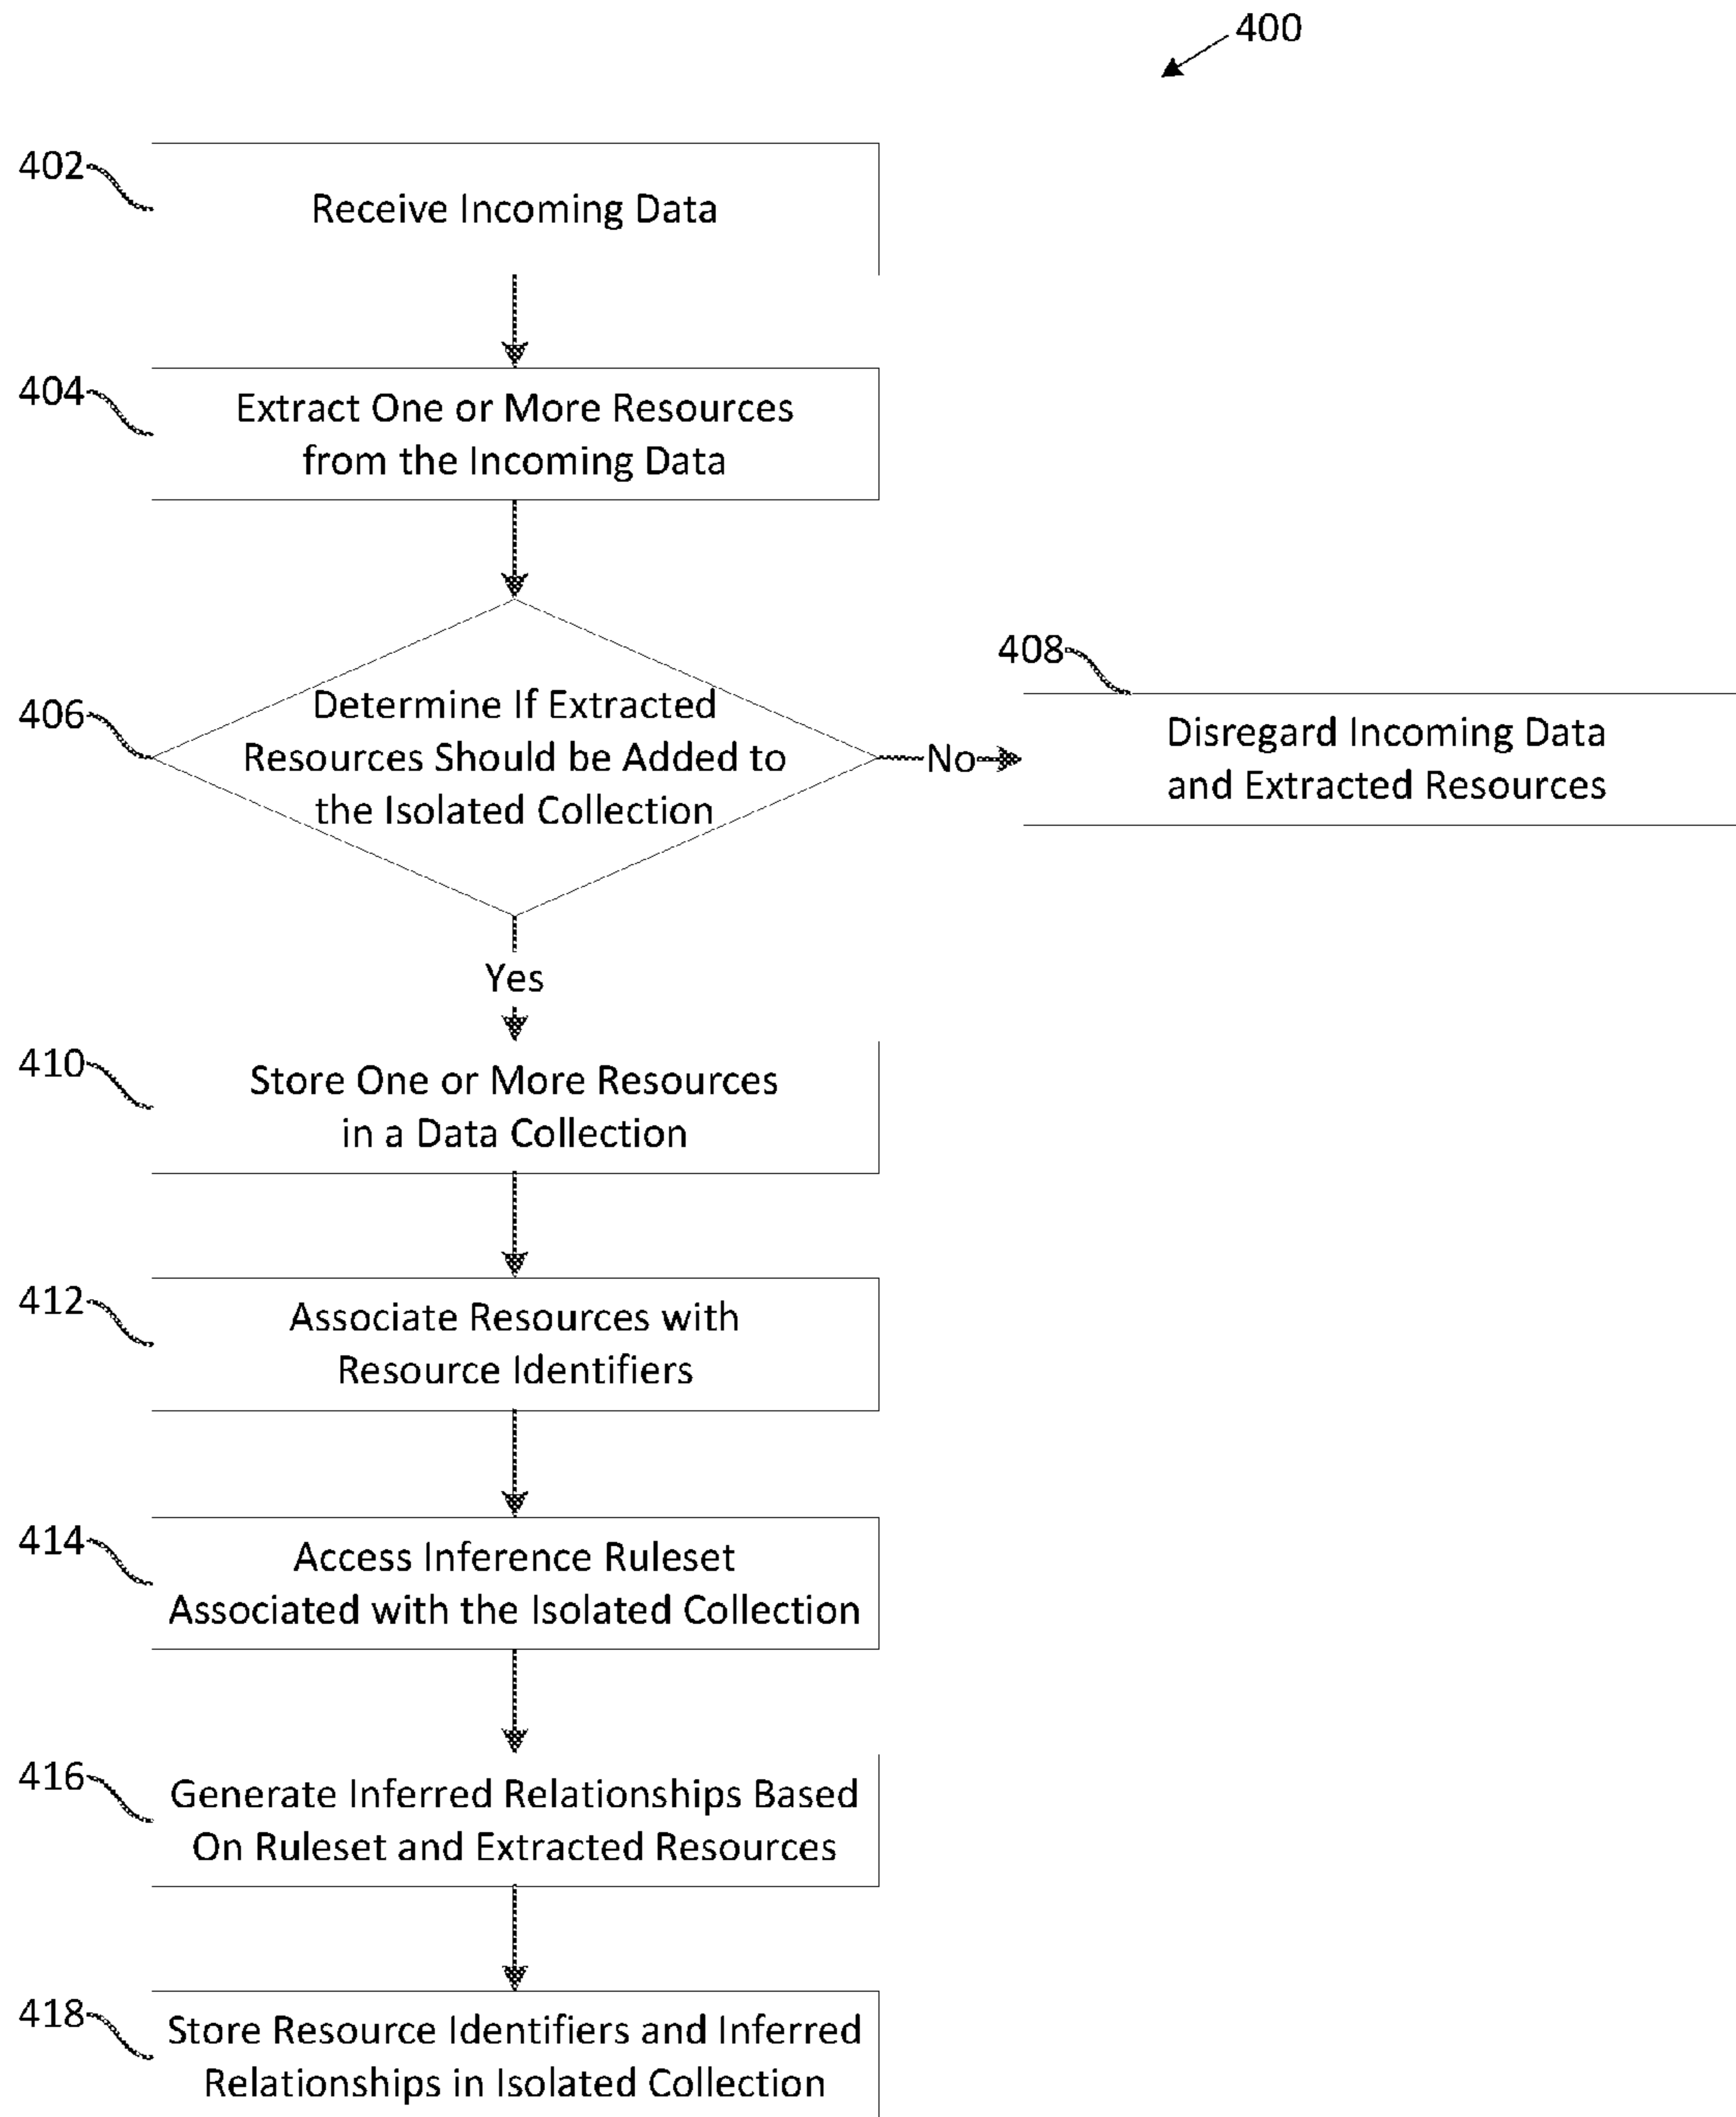 400
402
Receive Incoming Data
404
Extract One or More Resources
from the Incoming Data
406
Determine If Extracted
Resources Should be Added to
the Isolated Collection
No
408
Disregard Incoming Data
and Extracted Resources
Yes
410
Store One or More Resources
in a Data Collection
412
Associate Resources with
Resource Identifiers
414
Access Inference Ruleset
Associated with the Isolated Collection
416
Generate Inferred Relationships Based
On Ruleset and Extracted Resources
418
Store Resource Identifiers and Inferred
Relationships in Isolated Collection